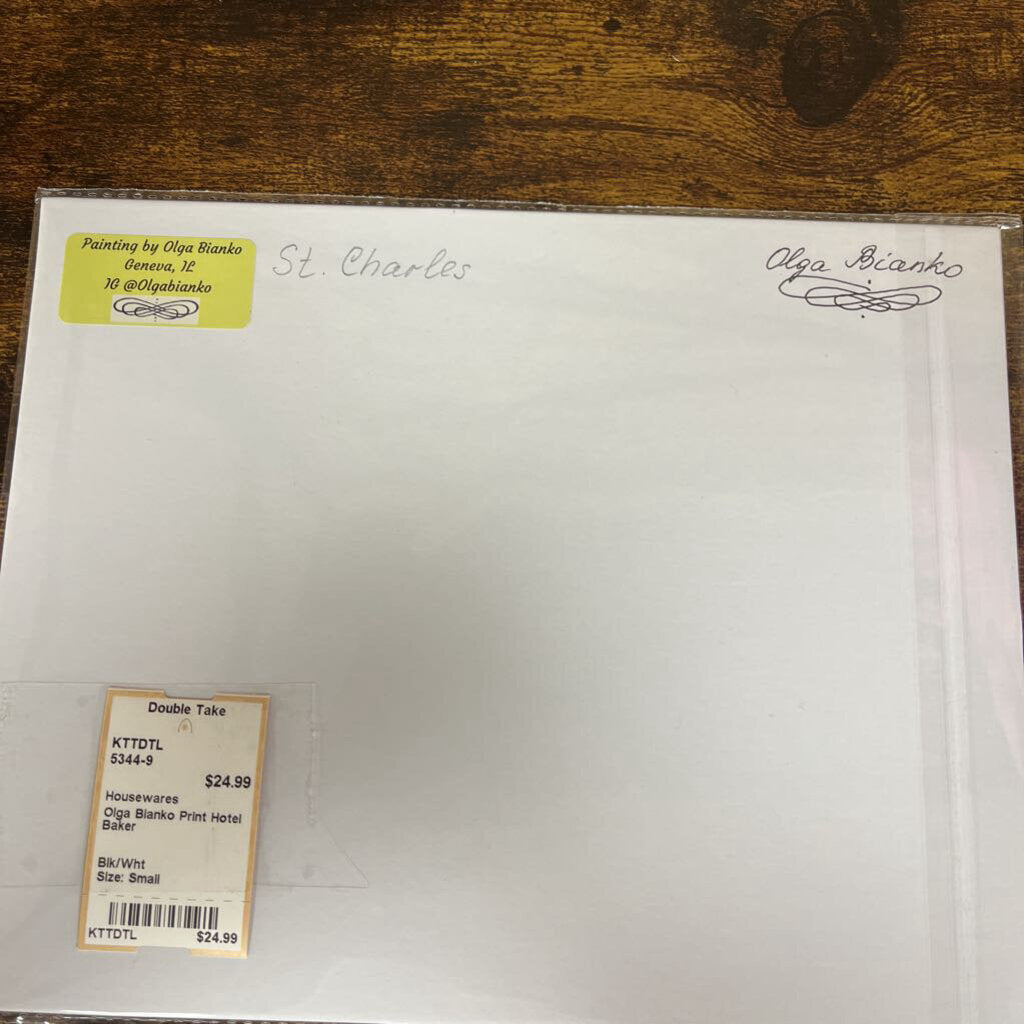 Painting by Olga Bianko
Geneva, IL
IG @Olgabianko
St. Charles
Olga Bianko
Double Take
KTTDTL
5344-9
$24.99
Housewares
Olga Bianko Print Hotel
Baker
Blk/Wht
Size: Small
KTTDTL $24.99